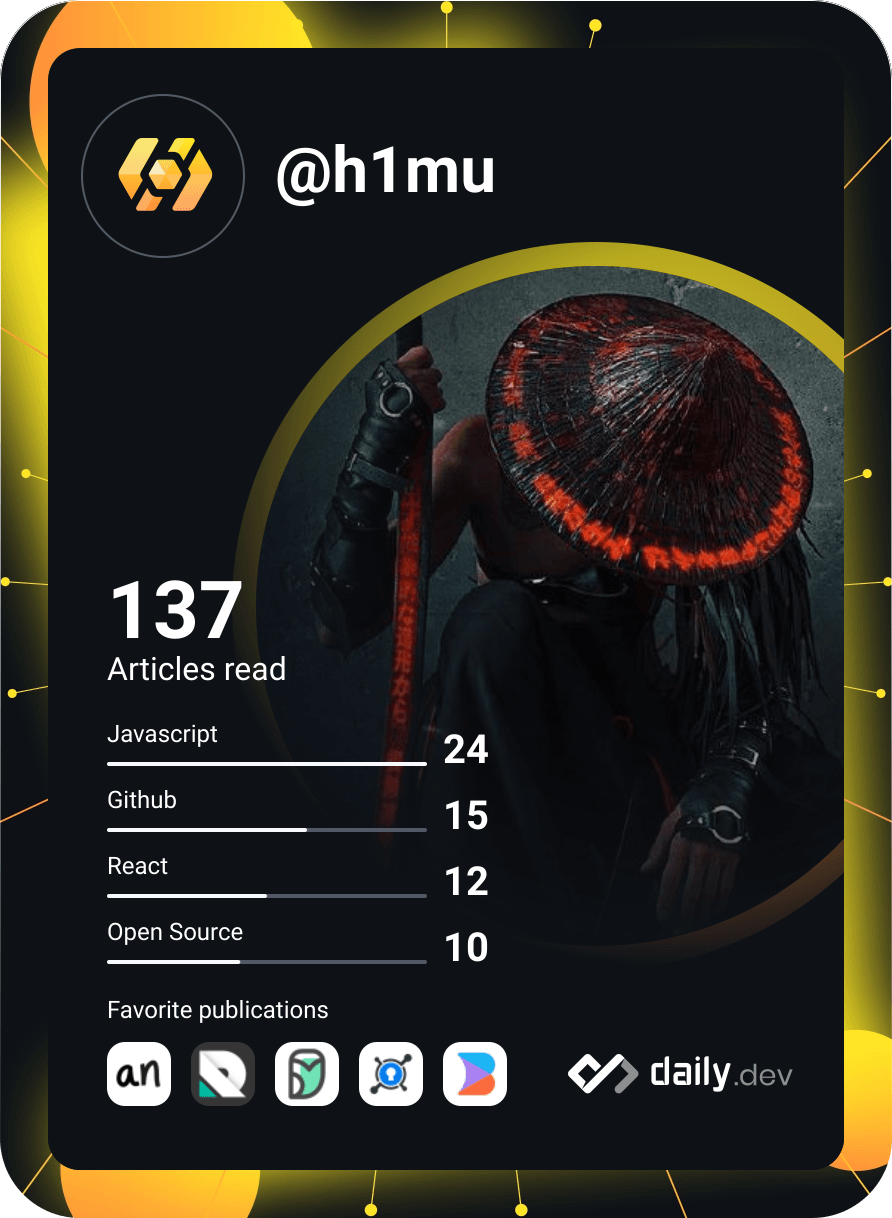 @h1mu
137
Articles read
Javascript
24
Github
15
React
12
Open Source
10
Favorite publications
an
daily.dev